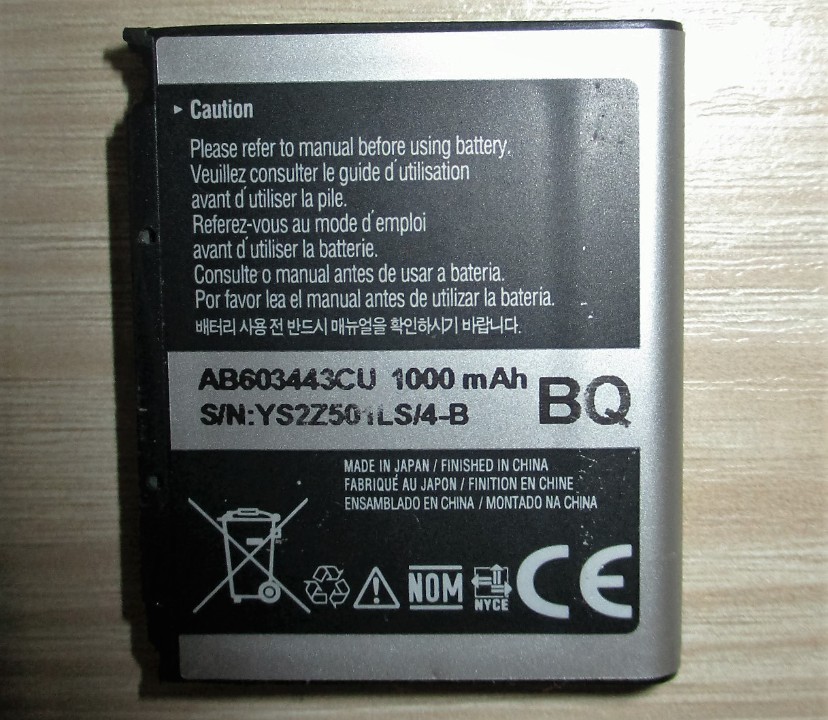 ▸ Caution
Please refer to manual before using battery.
Veuillez consulter le guide d'utilisation
avant d'utiliser la pile.
Referez-vous au mode d'emploi
avant d'utiliser la batterie.
Consulte o manual antes de usar a bateria.
Por favor lea el manual antes de utilizar la bateria.
배터리 사용 전 반드시 매뉴얼을 확인하시기 바랍니다.
AB603443CU 1000 mAh
S/N:YS2Z501LS/4-B
BQ
MADE IN JAPAN / FINISHED IN CHINA
FABRIQUÉ AU JAPON / FINITION EN CHINE
ENSAMBLADO EN CHINA / MONTADO NA CHINA
NOM
NYCE
CE